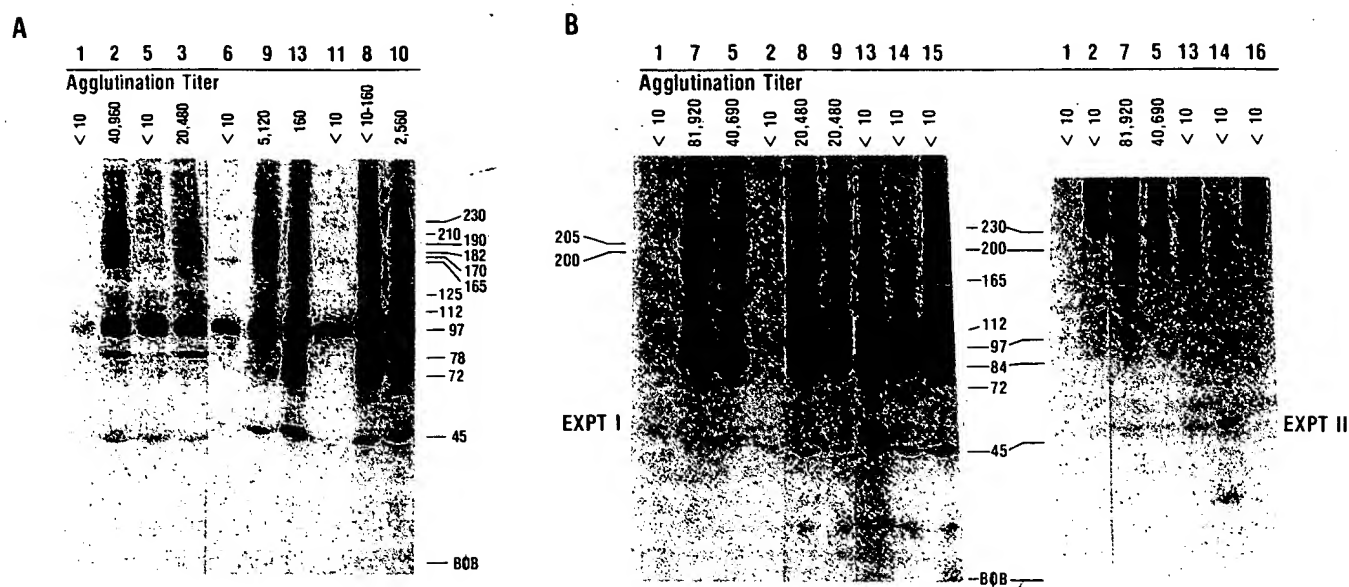 A
1 2 5 3 6 9 13 11 8 10
Agglutination Titer
< 10 40,960 < 10 20,480 < 10 5,120 160 < 10 < 10-160 2,560
230
210
190
182
170
165
125
112
97
78
72
45
BOB
B
1 7 5 2 8 9 13 14 15
Agglutination Titer
< 10 81,920 40,690 < 10 20,480 20,480 < 10 < 10 < 10
205
200
EXPT I
1 2 7 5 13 14 16
< 10 < 10 81,920 40,690 < 10 < 10 < 10
230
200
165
112
97
84
72
45
BOB
EXPT II